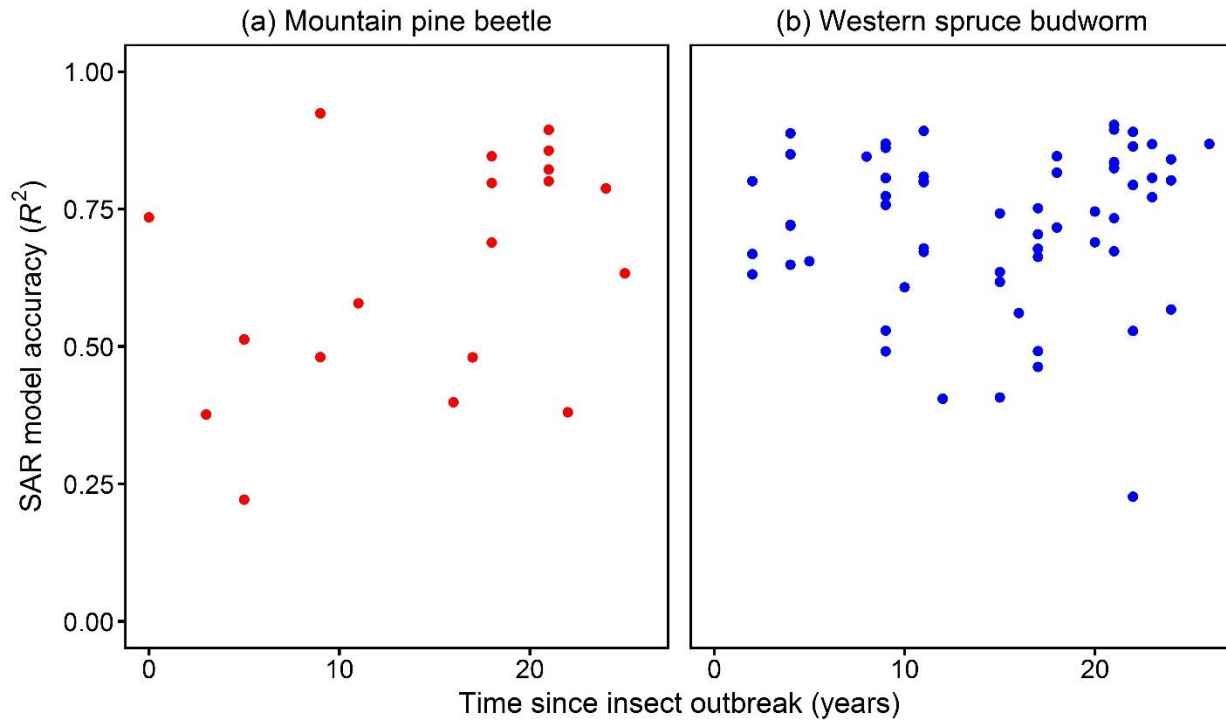 (a) Mountain pine beetle
(b) Western spruce budworm
SAR model accuracy (R²)
1.00
0.75
0.50
0.25
0.00
0 10 20
0 10 20
Time since insect outbreak (years)